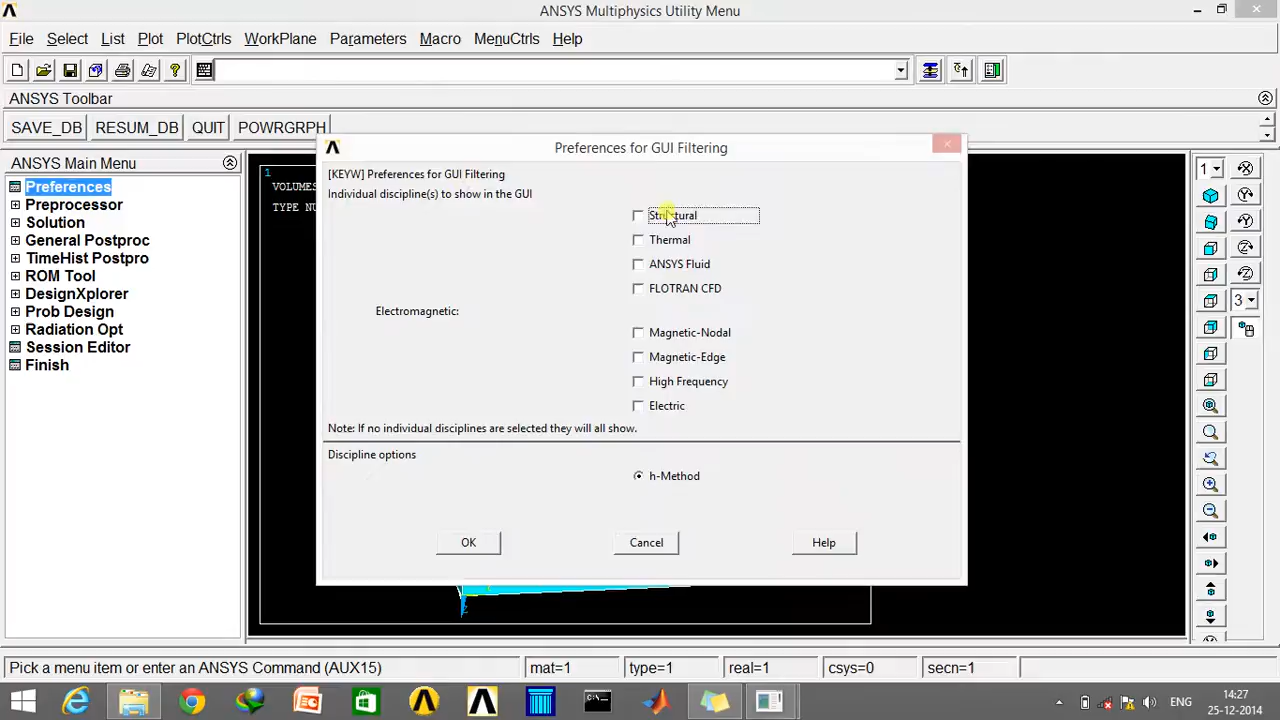 ANSYS Multiphysics Utility Menu
File Select List Plot PlotCtrls WorkPlane Parameters Macro MenuCtrls Help
ANSYS Toolbar
SAVE_DB RESUM_DB QUIT POWRGRPH
ANSYS Main Menu
Preferences
Preprocessor
Solution
General Postproc
TimeHist Postpro
ROM Tool
DesignXplorer
Prob Design
Radiation Opt
Session Editor
Finish
1
VOLUMES
TYPE NU
Preferences for GUI Filtering
[KEYW] Preferences for GUI Filtering
Individual discipline(s) to show in the GUI
Structural
Thermal
ANSYS Fluid
FLOTRAN CFD
Electromagnetic:
Magnetic-Nodal
Magnetic-Edge
High Frequency
Electric
Note: If no individual disciplines are selected they will all show.
Discipline options
h-Method
OK Cancel Help
1
3
Pick a menu item or enter an ANSYS Command (AUX15) mat=1 type=1 real=1 csys=0 secn=1
ENG
14:27
25-12-2014